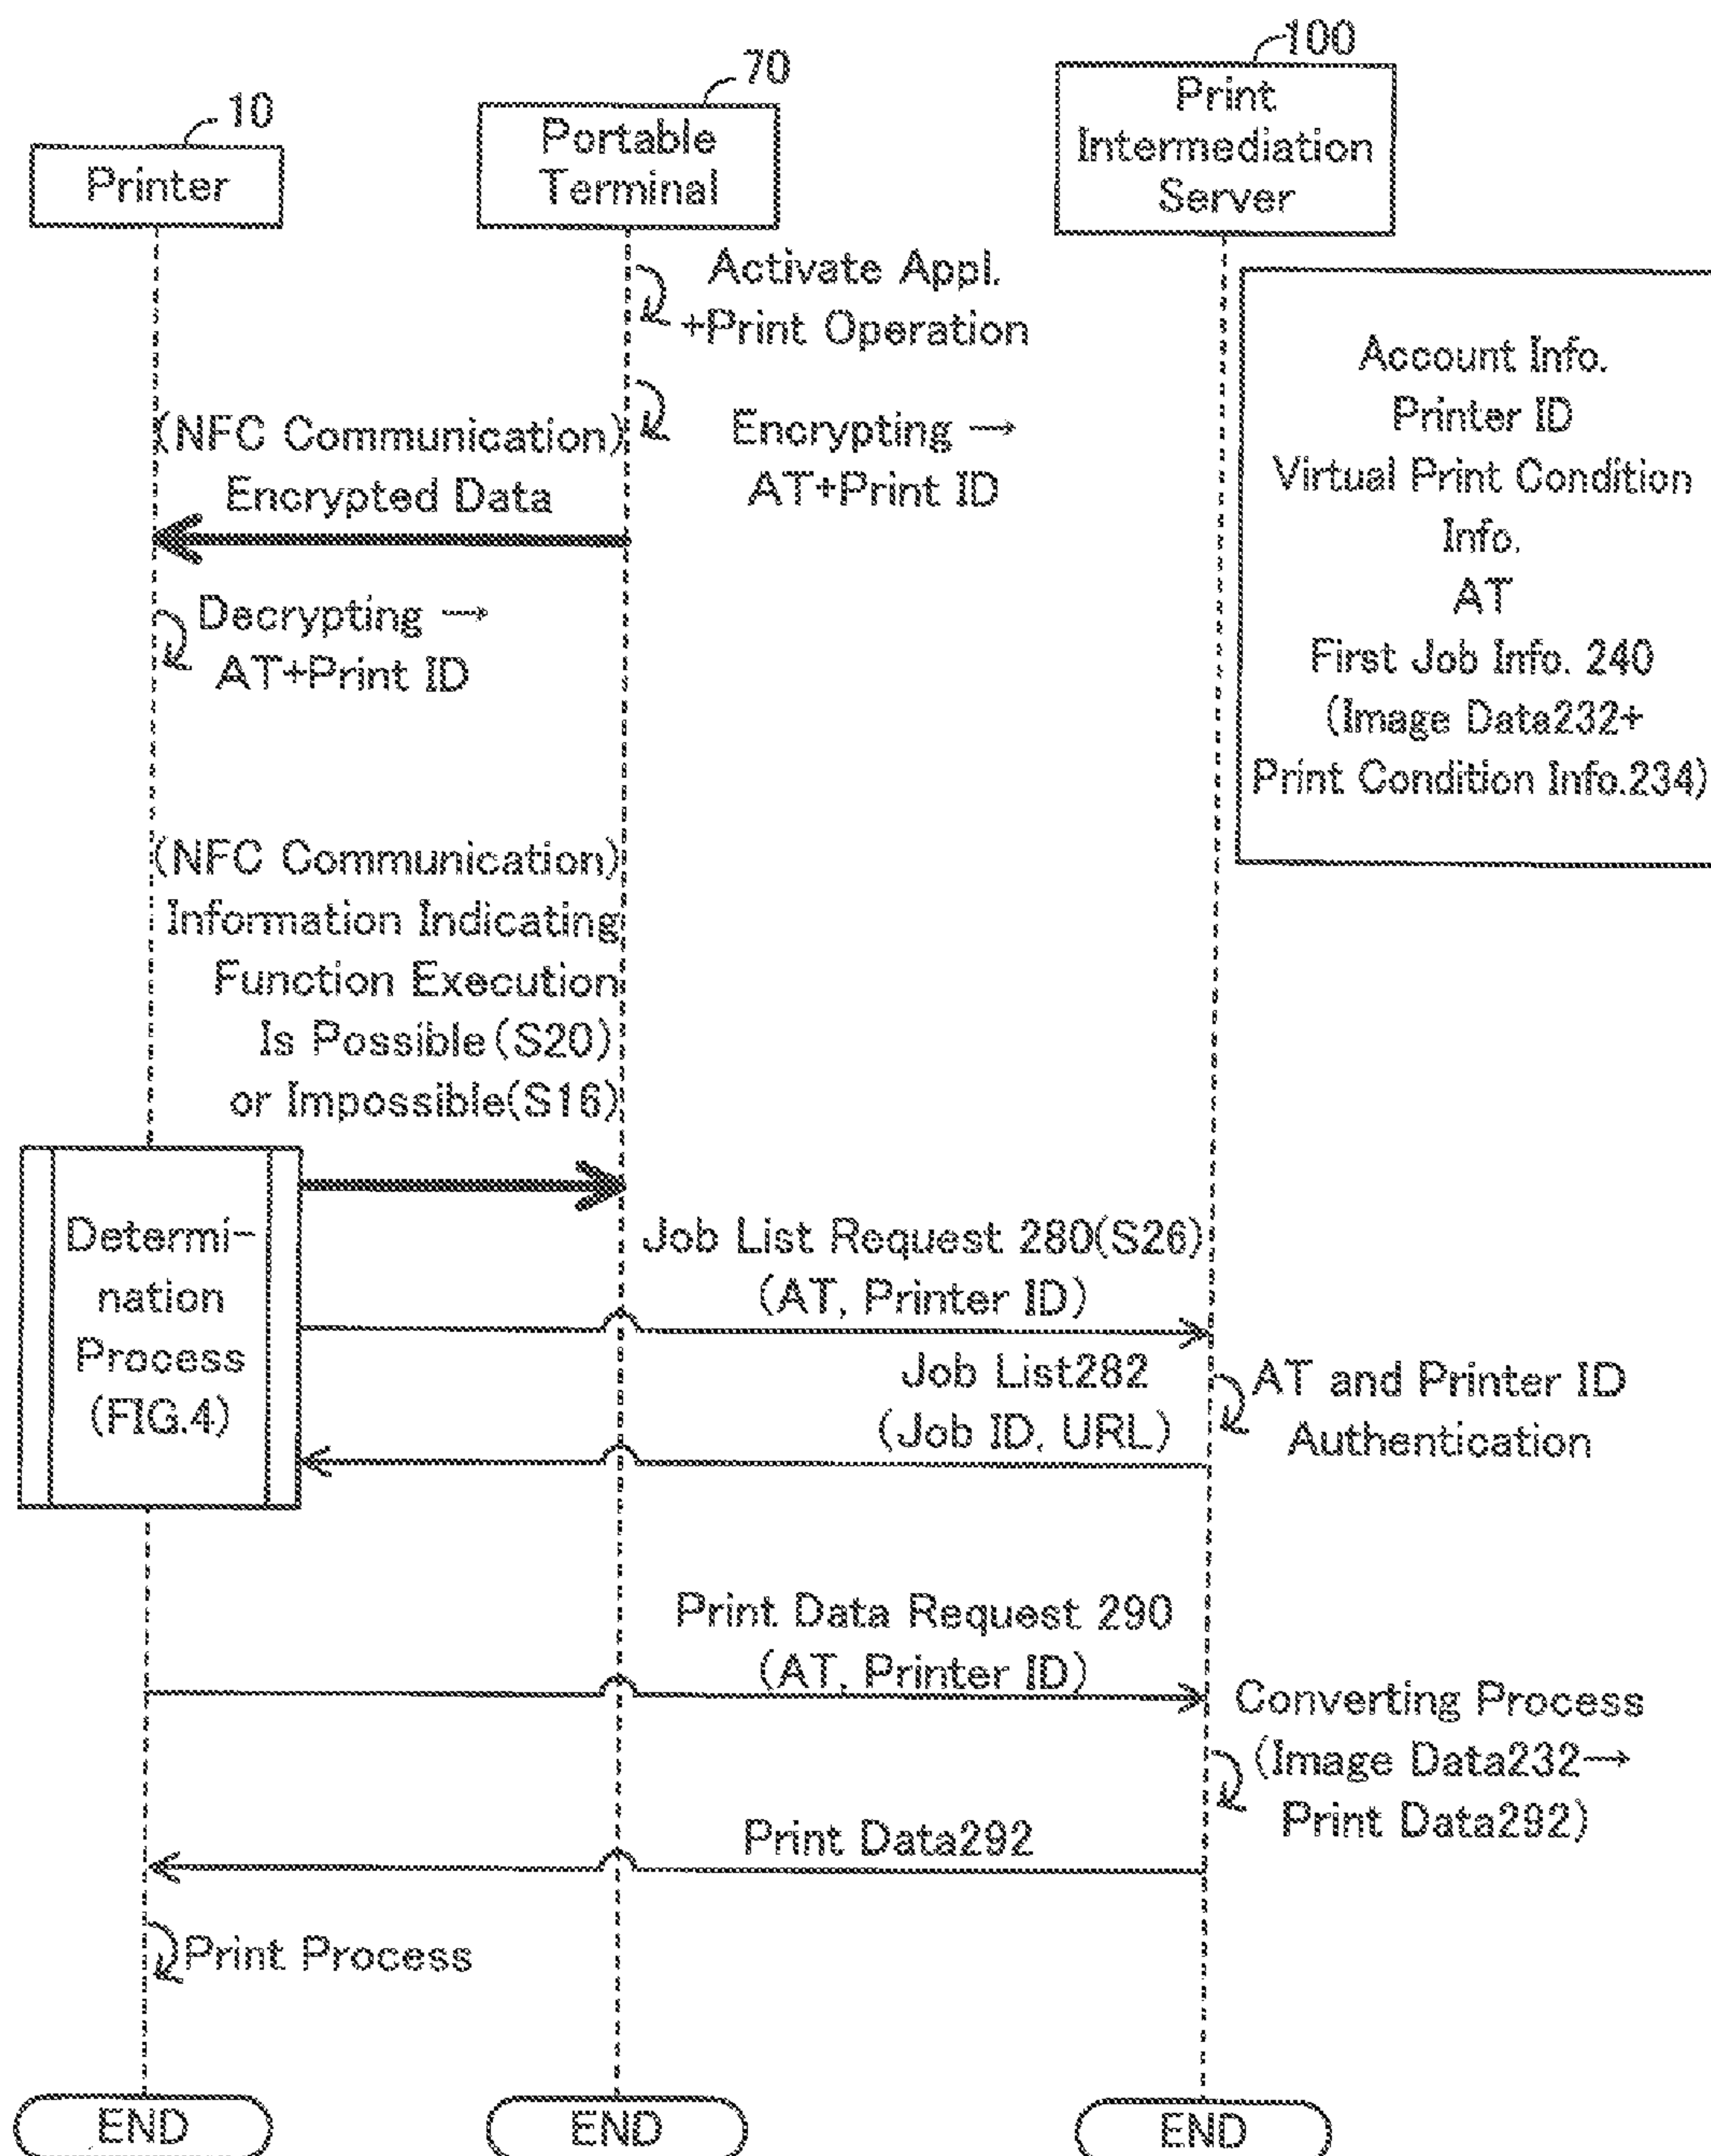 10
Printer
70
Portable
Terminal
100
Print
Intermediation
Server
Activate Appl.
+Print Operation
Encrypting →
AT+Print ID
(NFC Communication)
Encrypted Data
Decrypting →
AT+Print ID
Account Info.
Printer ID
Virtual Print Condition
Info.
AT
First Job Info. 240
(Image Data232+
Print Condition Info.234)
(NFC Communication)
Information Indicating
Function Execution
Is Possible(S20)
or Impossible(S16)
Determi-
nation
Process
(FIG.4)
Job List Request 280(S26)
(AT, Printer ID)
AT and Printer ID
Authentication
Job List282
(Job ID, URL)
Print Data Request 290
(AT, Printer ID)
Converting Process
(Image Data232→
Print Data292)
Print Data292
Print Process
END
END
END